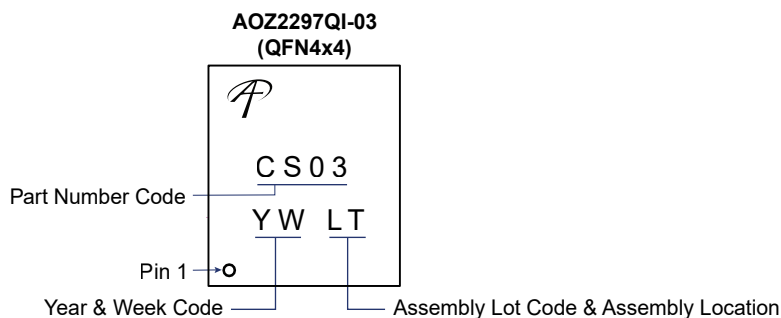 AOZ2297QI-03
(QFN4x4)
CS03
Part Number Code
YW LT
Pin 1
Year & Week Code
Assembly Lot Code & Assembly Location